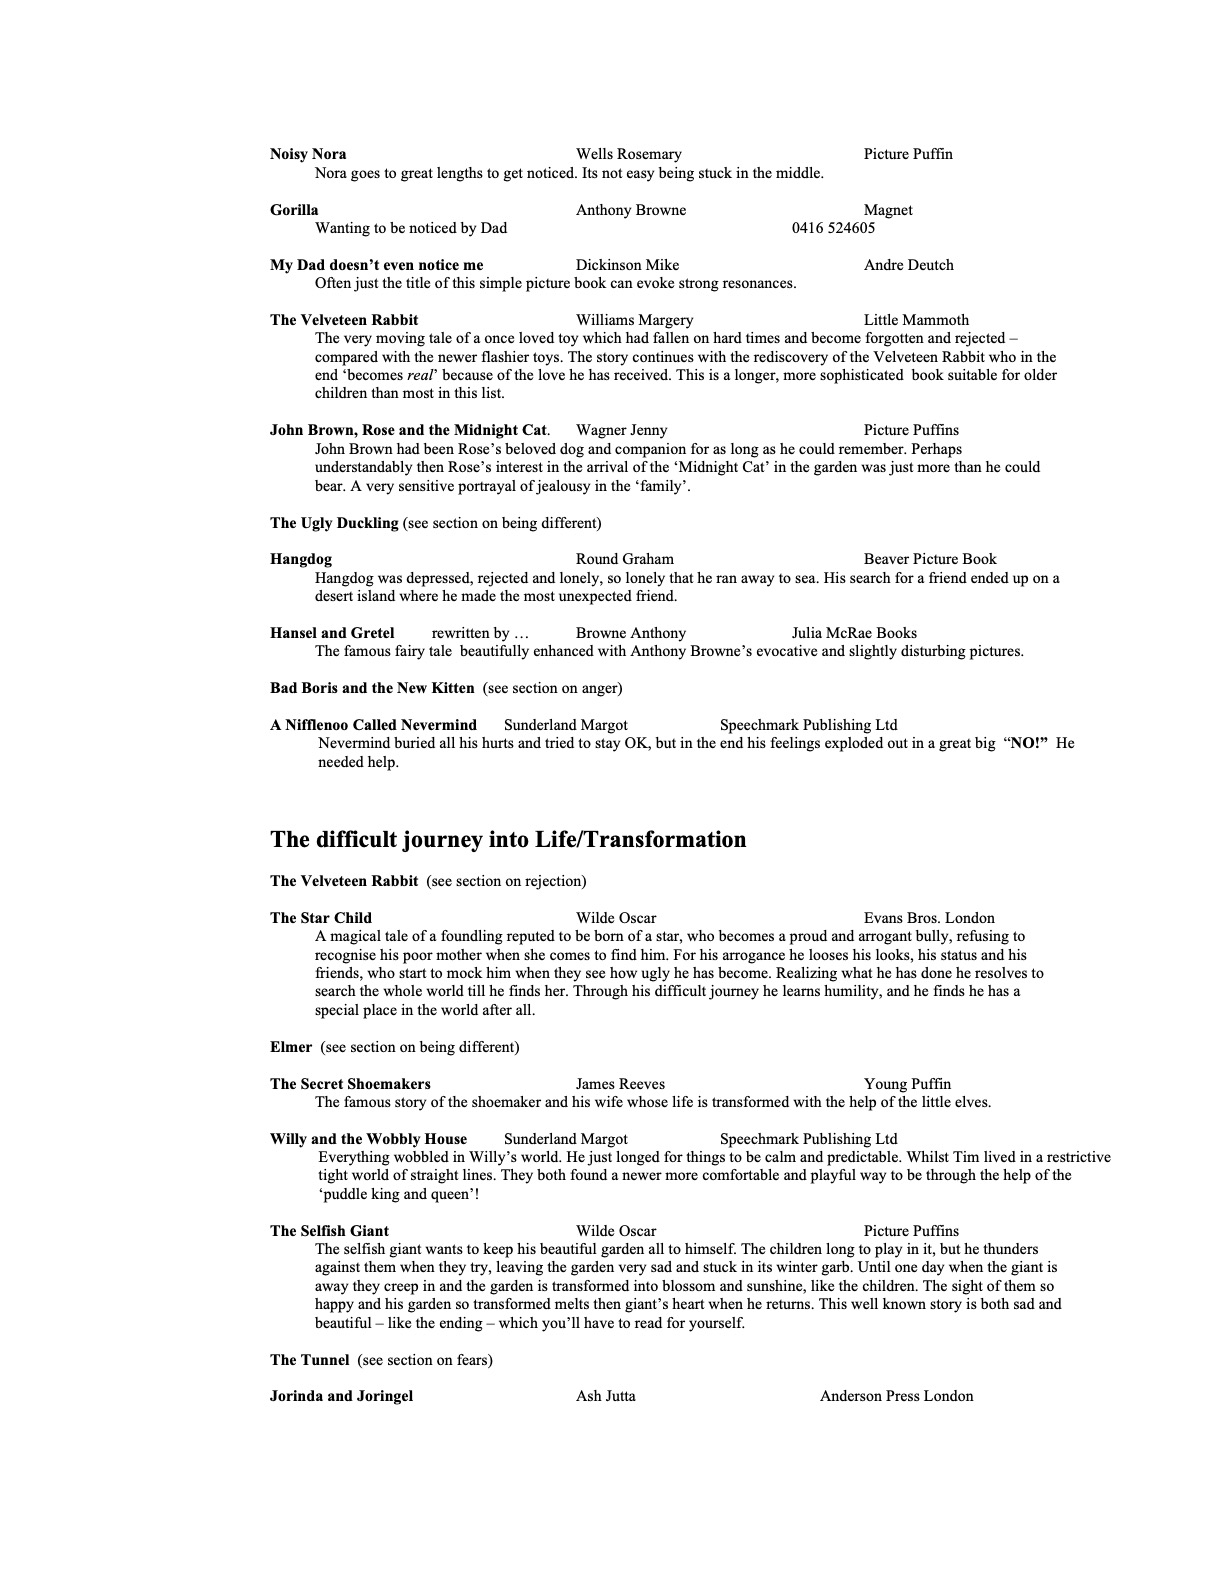 Noisy Nora Wells Rosemary Picture Puffin
Nora goes to great lengths to get noticed. Its not easy being stuck in the middle.
Gorilla Anthony Browne Magnet
Wanting to be noticed by Dad 0416 524605
My Dad doesn’t even notice me Dickinson Mike Andre Deutch
Often just the title of this simple picture book can evoke strong resonances.
The Velveteen Rabbit Williams Margery Little Mammoth
The very moving tale of a once loved toy which had fallen on hard times and become forgotten and rejected –
compared with the newer flashier toys. The story continues with the rediscovery of the Velveteen Rabbit who in the
end ‘becomes real’ because of the love he has received. This is a longer, more sophisticated book suitable for older
children than most in this list.
John Brown, Rose and the Midnight Cat. Wagner Jenny Picture Puffins
John Brown had been Rose’s beloved dog and companion for as long as he could remember. Perhaps
understandably then Rose’s interest in the arrival of the ‘Midnight Cat’ in the garden was just more than he could
bear. A very sensitive portrayal of jealousy in the ‘family’.
The Ugly Duckling (see section on being different)
Hangdog Round Graham Beaver Picture Book
Hangdog was depressed, rejected and lonely, so lonely that he ran away to sea. His search for a friend ended up on a
desert island where he made the most unexpected friend.
Hansel and Gretel rewritten by … Browne Anthony Julia McRae Books
The famous fairy tale beautifully enhanced with Anthony Browne’s evocative and slightly disturbing pictures.
Bad Boris and the New Kitten (see section on anger)
A Nifflenoo Called Nevermind Sunderland Margot Speechmark Publishing Ltd
Nevermind buried all his hurts and tried to stay OK, but in the end his feelings exploded out in a great big “NO!” He
needed help.
The difficult journey into Life/Transformation
The Velveteen Rabbit (see section on rejection)
The Star Child Wilde Oscar Evans Bros. London
A magical tale of a foundling reputed to be born of a star, who becomes a proud and arrogant bully, refusing to
recognise his poor mother when she comes to find him. For his arrogance he looses his looks, his status and his
friends, who start to mock him when they see how ugly he has become. Realizing what he has done he resolves to
search the whole world till he finds her. Through his difficult journey he learns humility, and he finds he has a
special place in the world after all.
Elmer (see section on being different)
The Secret Shoemakers James Reeves Young Puffin
The famous story of the shoemaker and his wife whose life is transformed with the help of the little elves.
Willy and the Wobbly House Sunderland Margot Speechmark Publishing Ltd
Everything wobbled in Willy’s world. He just longed for things to be calm and predictable. Whilst Tim lived in a restrictive
tight world of straight lines. They both found a newer more comfortable and playful way to be through the help of the
‘puddle king and queen’!
The Selfish Giant Wilde Oscar Picture Puffins
The selfish giant wants to keep his beautiful garden all to himself. The children long to play in it, but he thunders
against them when they try, leaving the garden very sad and stuck in its winter garb. Until one day when the giant is
away they creep in and the garden is transformed into blossom and sunshine, like the children. The sight of them so
happy and his garden so transformed melts then giant’s heart when he returns. This well known story is both sad and
beautiful – like the ending – which you’ll have to read for yourself.
The Tunnel (see section on fears)
Jorinda and Joringel Ash Jutta Anderson Press London